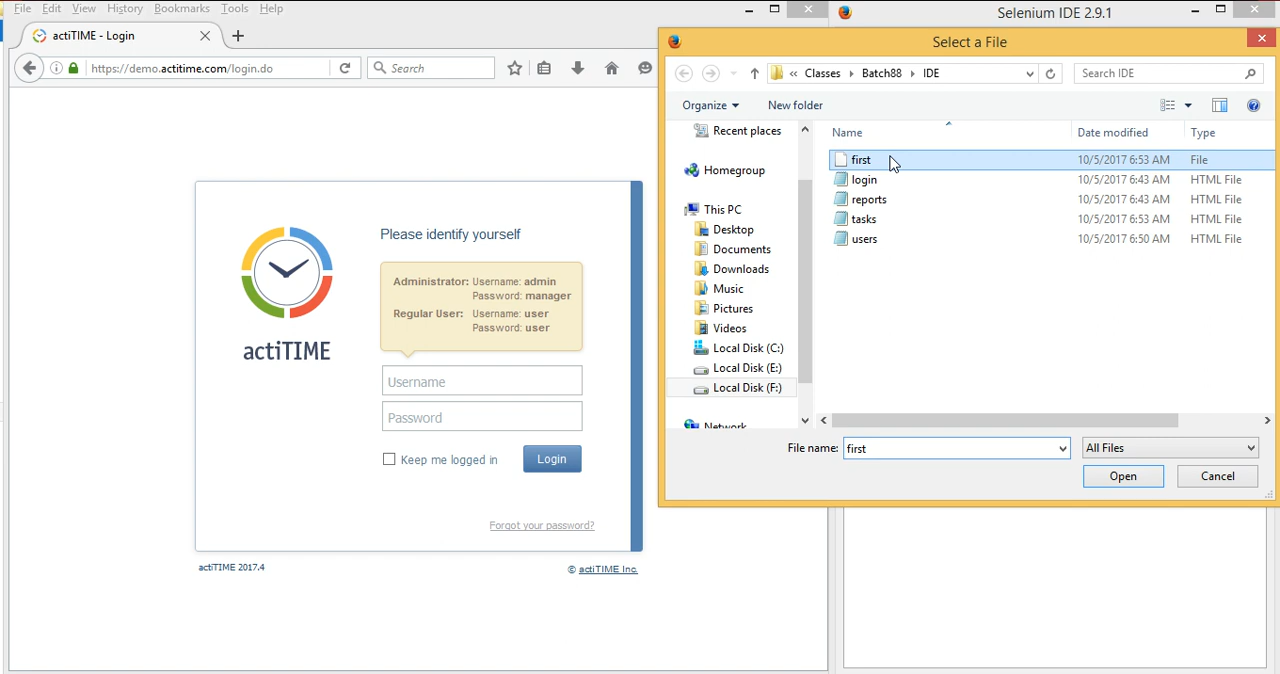 File Edit View History Bookmarks Tools Help
actiTIME - Login
https://demo.actitime.com/login.do
Search
Please identify yourself
Administrator: Username: admin
Password: manager
Regular User: Username: user
Password: user
actiTIME
Username
Password
Keep me logged in
Login
Forgot your password?
actiTIME 2017.4
© actiTIME Inc.
Selenium IDE 2.9.1
Select a File
« Classes Batch88 IDE
Search IDE
Organize
New folder
Recent places
Homegroup
This PC
Desktop
Documents
Downloads
Music
Pictures
Videos
Local Disk (C:)
Local Disk (E:)
Local Disk (F:)
Network
Name Date modified Type
first 10/5/2017 6:53 AM File
login 10/5/2017 6:43 AM HTML File
reports 10/5/2017 6:43 AM HTML File
tasks 10/5/2017 6:53 AM HTML File
users 10/5/2017 6:50 AM HTML File
File name: first
All Files
Open
Cancel